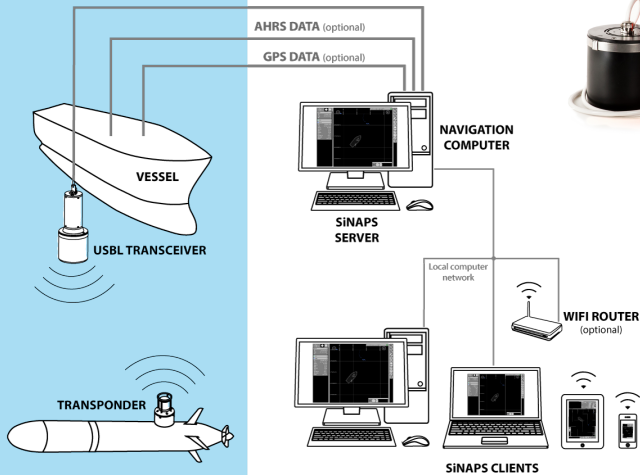 AHRS DATA (optional)
GPS DATA (optional)
NAVIGATION
COMPUTER
VESSEL
SiNAPS
SERVER
USBL TRANSCEIVER
Local computer
network
WIFI ROUTER
(optional)
TRANSPONDER
SiNAPS CLIENTS